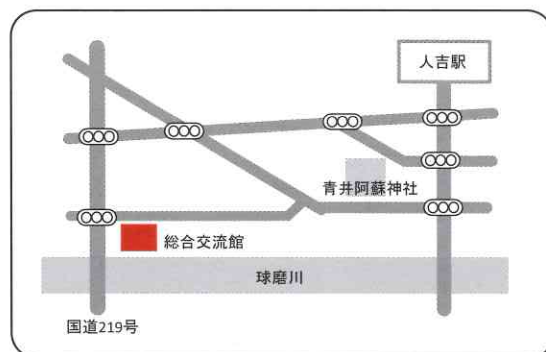 人吉駅
青井阿蘇神社
総合交流館
球磨川
国道219号